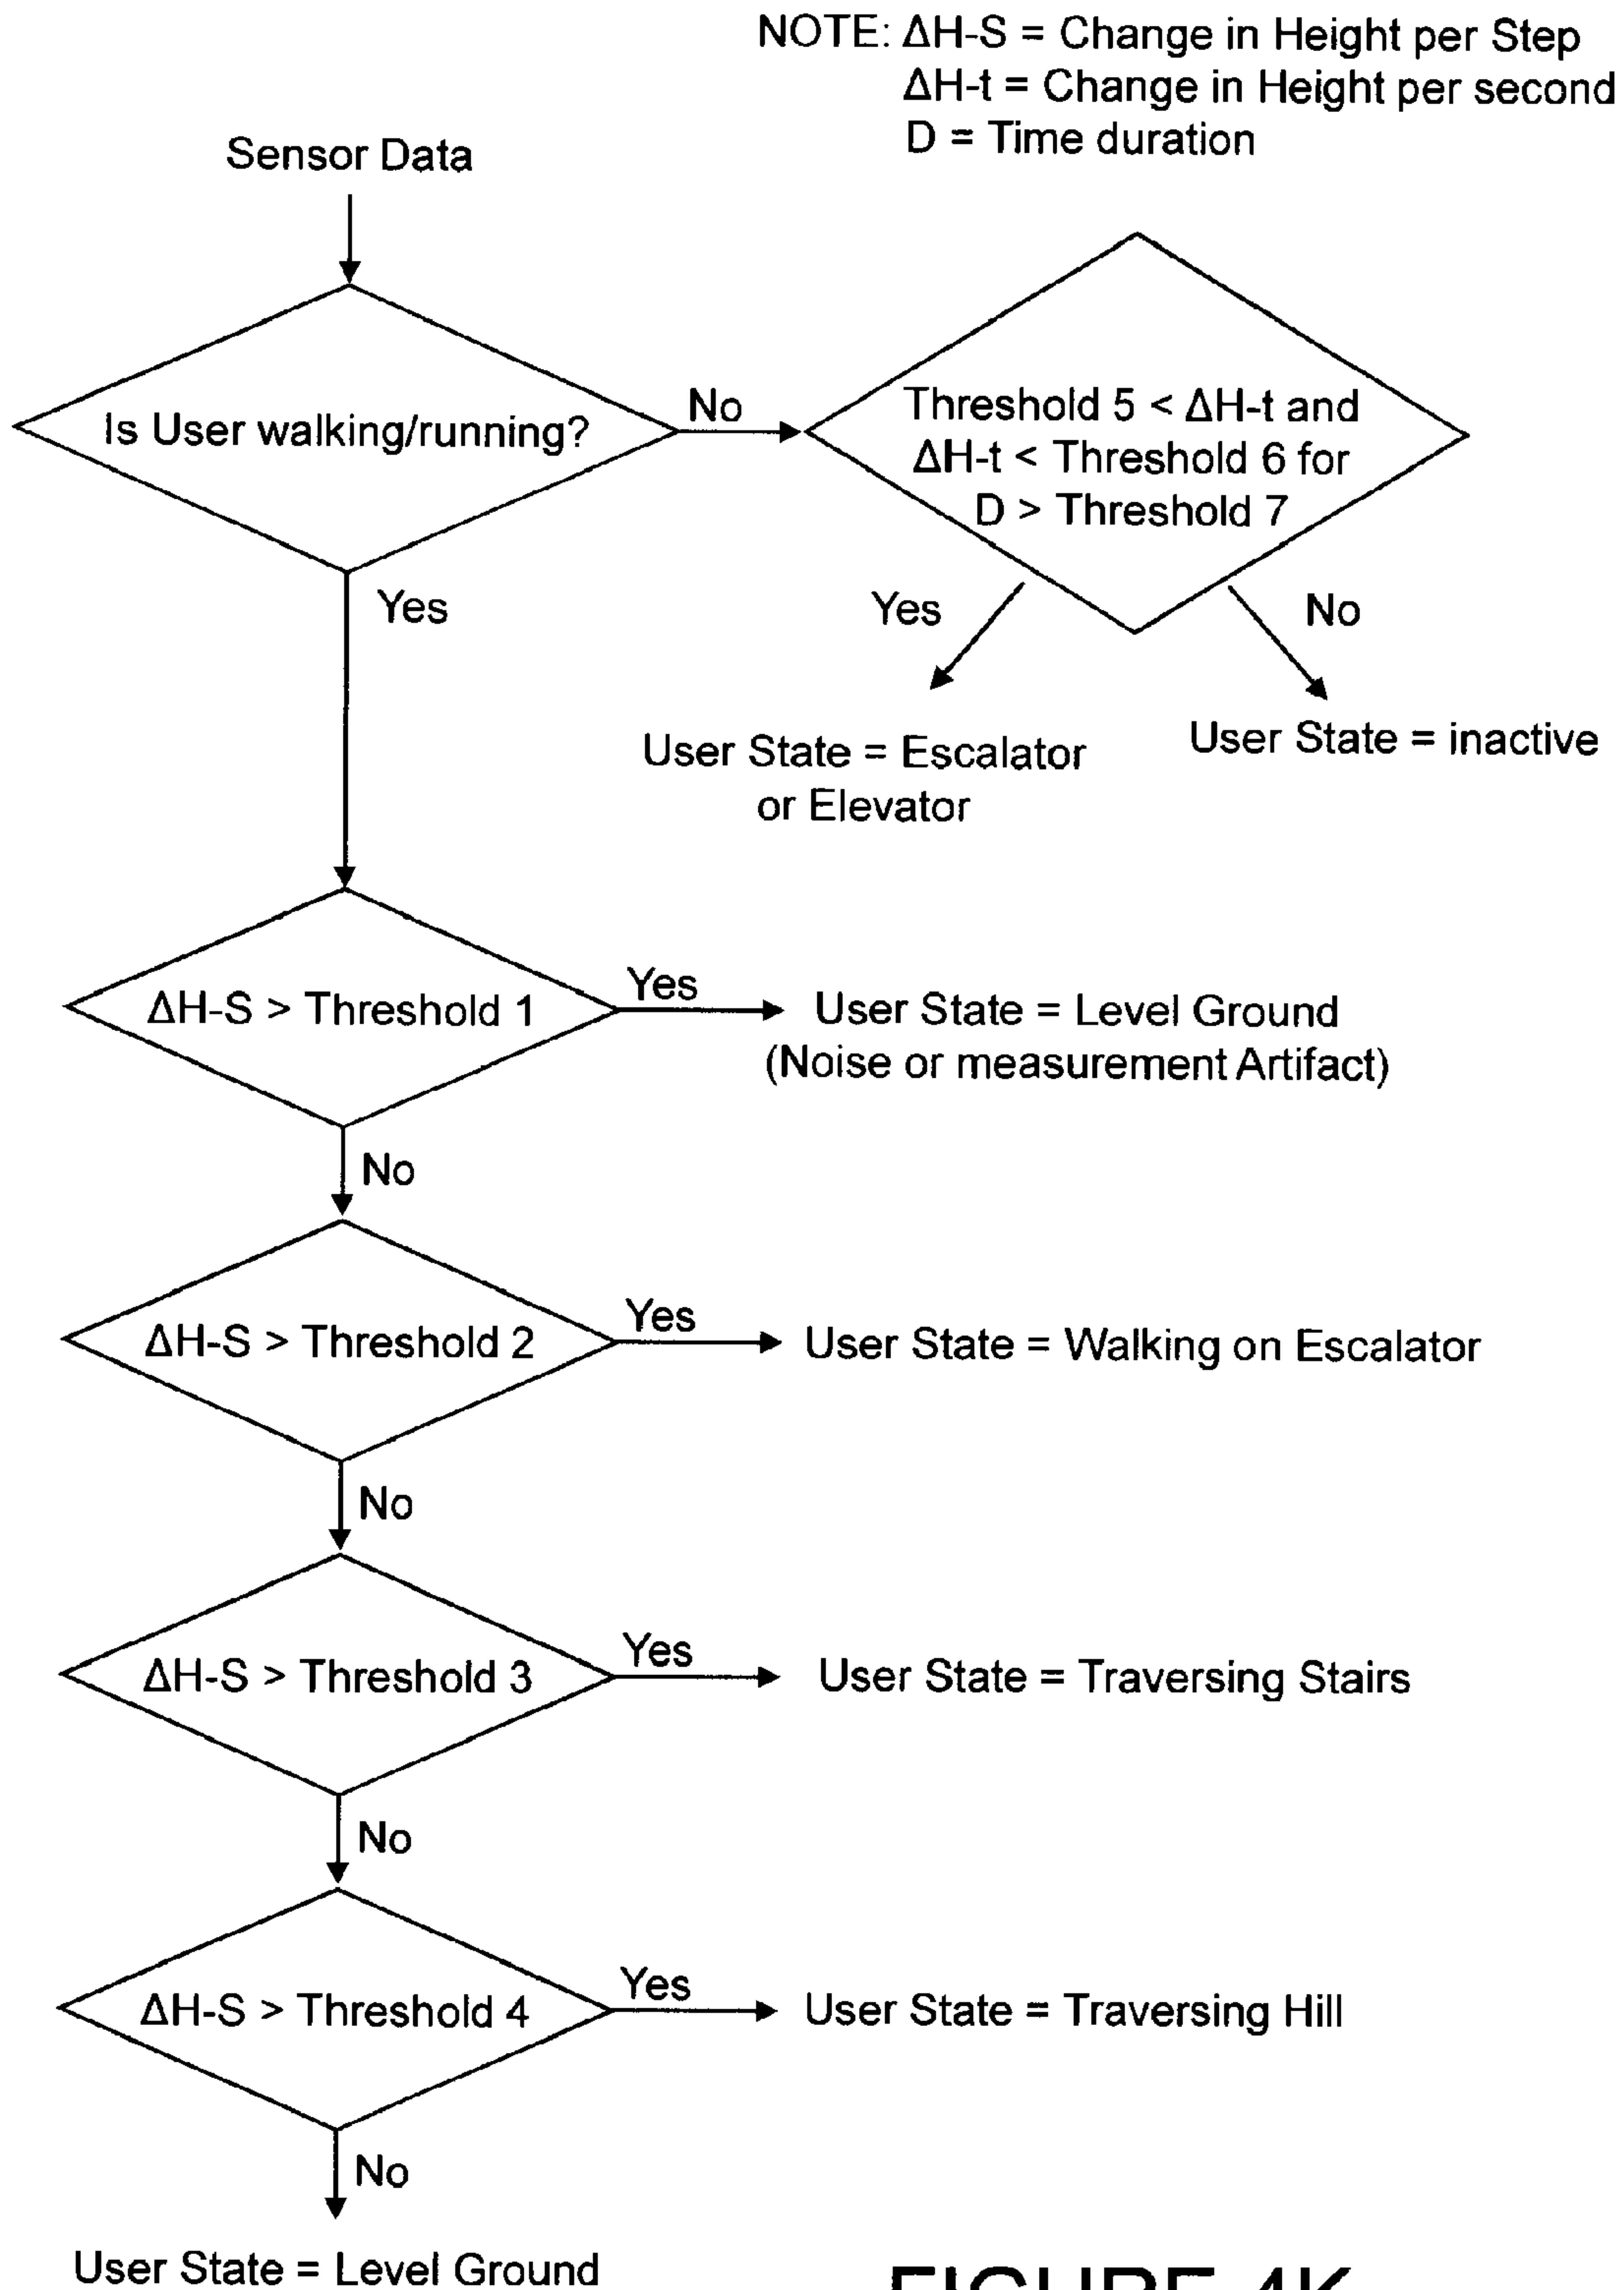 NOTE: ΔH-S = Change in Height per Step
ΔH-t = Change in Height per second
D = Time duration
Sensor Data
Is User walking/running?
No
Threshold 5 < ΔH-t and
ΔH-t < Threshold 6 for
D > Threshold 7
Yes
Yes
No
User State = Escalator
or Elevator
User State = inactive
ΔH-S > Threshold 1
Yes
User State = Level Ground
(Noise or measurement Artifact)
No
ΔH-S > Threshold 2
Yes
User State = Walking on Escalator
No
ΔH-S > Threshold 3
Yes
User State = Traversing Stairs
No
ΔH-S > Threshold 4
Yes
User State = Traversing Hill
No
User State = Level Ground
FIGURE 4K